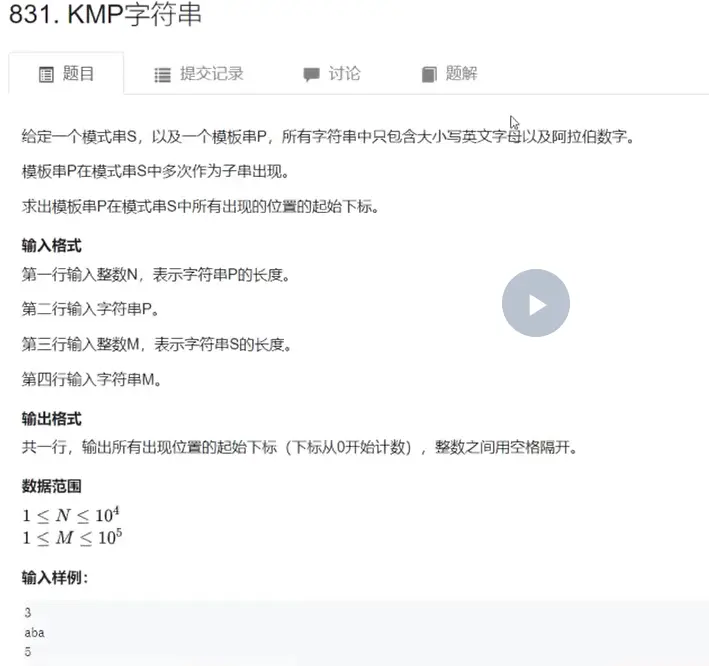 831. KMP字符串
题目 提交记录 讨论 题解
给定一个模式串S，以及一个模板串P，所有字符串中只包含大小写英文字母以及阿拉伯数字。
模板串P在模式串S中多次作为子串出现。
求出模板串P在模式串S中所有出现的位置的起始下标。
输入格式
第一行输入整数N，表示字符串P的长度。
第二行输入字符串P。
第三行输入整数M，表示字符串S的长度。
第四行输入字符串M。
输出格式
共一行，输出所有出现位置的起始下标（下标从0开始计数），整数之间用空格隔开。
数据范围
1 ≤ N ≤ 10⁴
1 ≤ M ≤ 10⁵
输入样例：
3
aba
5